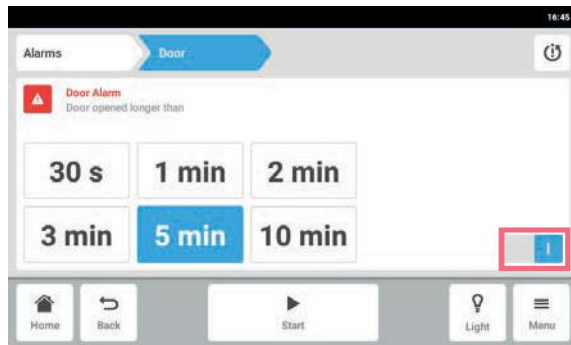 16:45
Alarms Door
Door Alarm
Door opened longer than
30 s 1 min 2 min
3 min 5 min 10 min
I
Home Back Start Light Menu